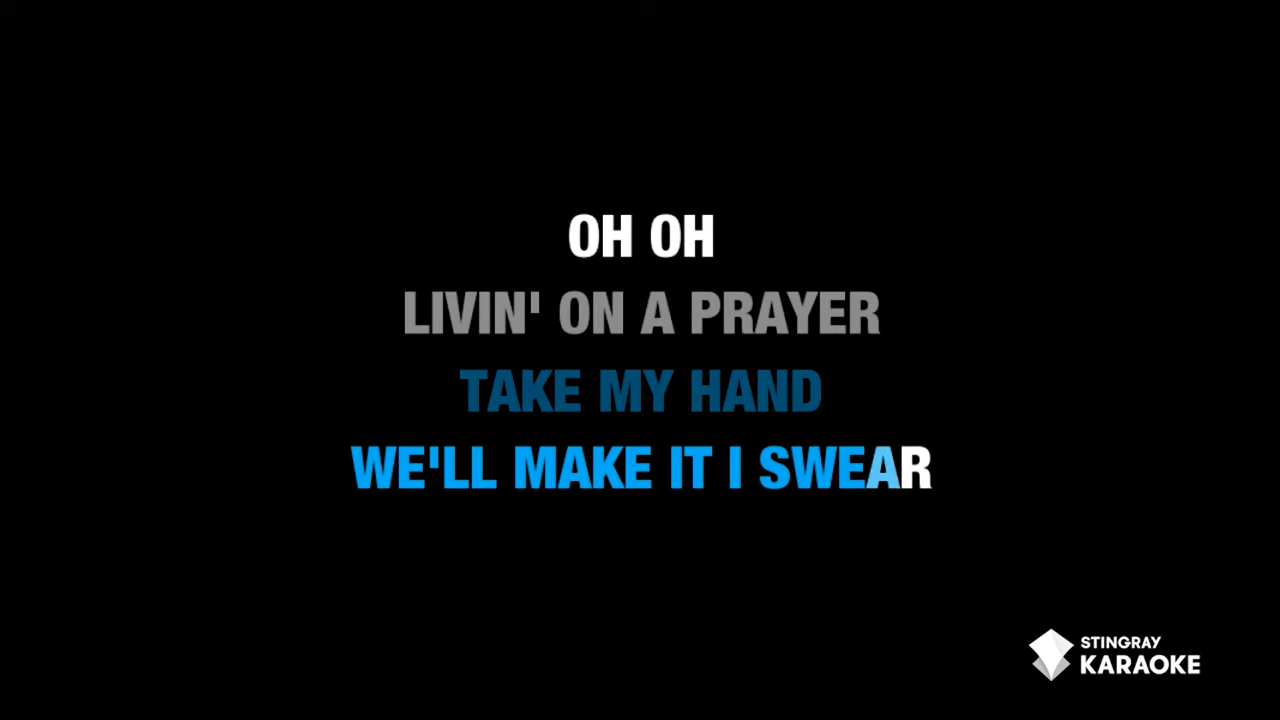 OH OH
LIVIN' ON A PRAYER
TAKE MY HAND
WE'LL MAKE IT I SWEAR
STINGRAY
KARAOKE